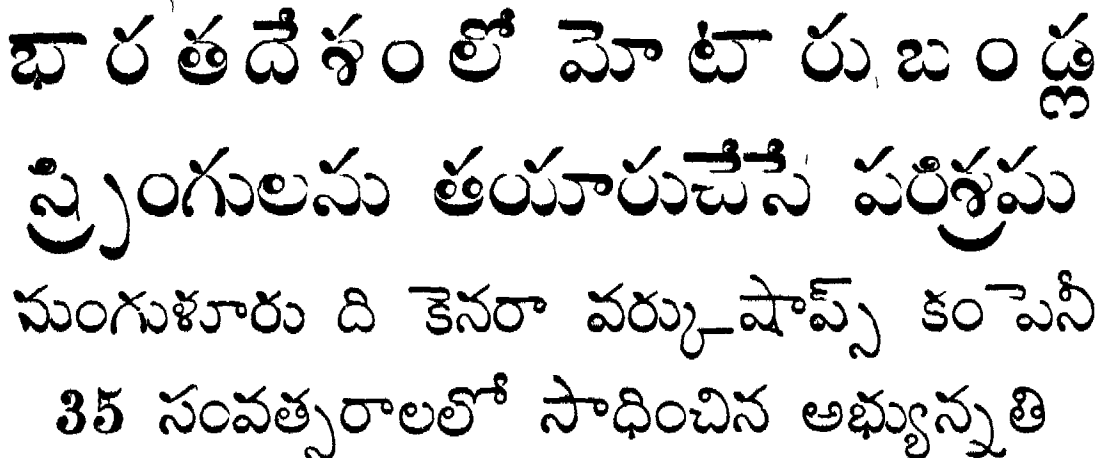 భారతదేశంలో మోటారుబండ్ల
స్ప్రింగులను తయారుచేసే పరిశ్రమ
మంగుళూరు ది కెనరా వర్కుషాప్స్ కంపెనీ
35 సంవత్సరాలలో సాధించిన అభ్యున్నతి